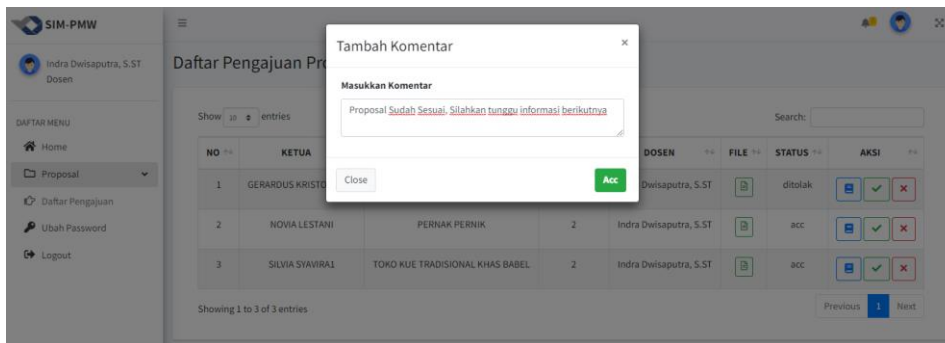 SIM-PMW
Indra Dwisaputra, S.ST
Dosen
DAFTAR MENU
Home
Proposal
Daftar Pengajuan
Ubah Password
Logout
Daftar Pengajuan Pro
Tambah Komentar ×
Masukkan Komentar
Proposal Sudah Sesuai, Silahkan tunggu informasi berikutnya
Close Acc
Show 10 entries Search:
NO KETUA DOSEN FILE STATUS AKSI
1 GERARDUS KRISTO Dwisaputra, S.ST ditolak
2 NOVIA LESTANI PERNAK PERNIK 2 Indra Dwisaputra, S.ST acc
3 SILVIA SYAVIRA1 TOKO KUE TRADISIONAL KHAS BABEL 2 Indra Dwisaputra, S.ST acc
Showing 1 to 3 of 3 entries Previous 1 Next